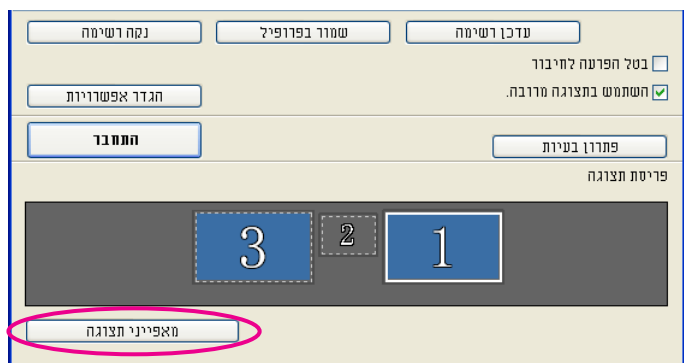 עדכן רשימה שמור בפרופיל נקה רשימה
בטל הפרעה לחיבור
השתמש בתצוגה מרובה.
הגדר אפשרויות
התחבר
פתרון בעיות
פריסת תצוגה
1 2 3
מאפייני תצוגה